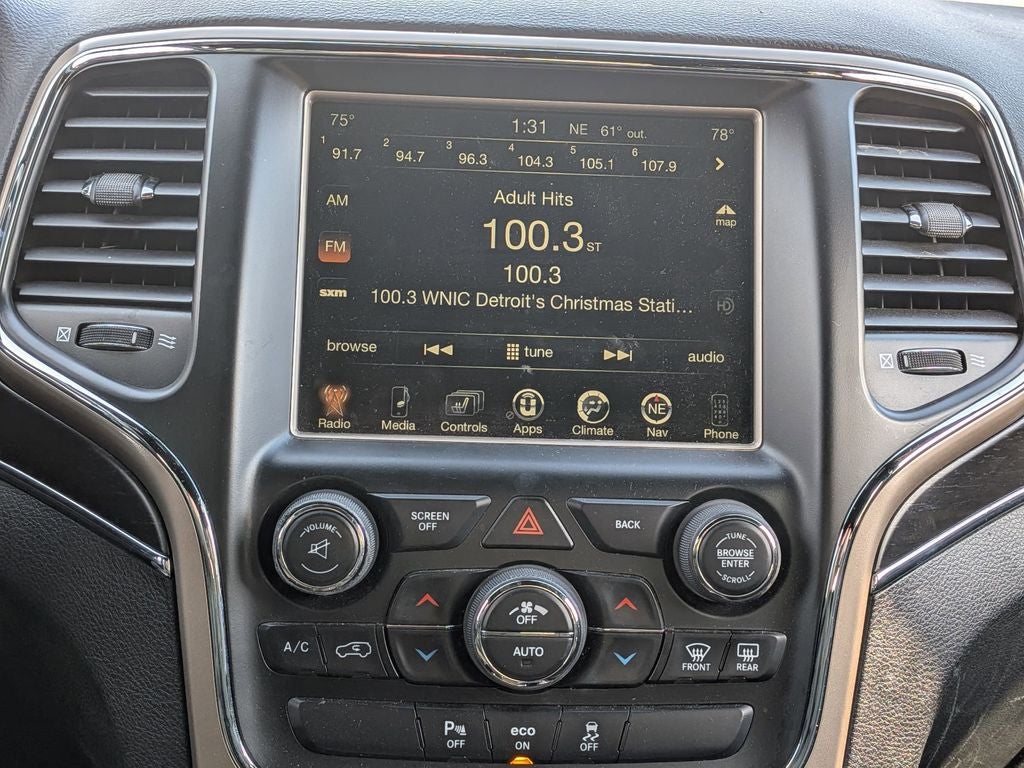 75° 1:31 NE 61° out. 78°
1 91.7 2 94.7 3 96.3 4 104.3 5 105.1 6 107.9
AM
Adult Hits
map
FM
100.3 ST
100.3
sxm
100.3 WNIC Detroit's Christmas Stati...
HD
browse tune audio
NE
Radio Media Controls Apps Climate Nav Phone
VOLUME
SCREEN
OFF
BACK
TUNE
BROWSE
ENTER
SCROLL
OFF
AUTO
A/C
FRONT
REAR
P
OFF
eco
ON
OFF